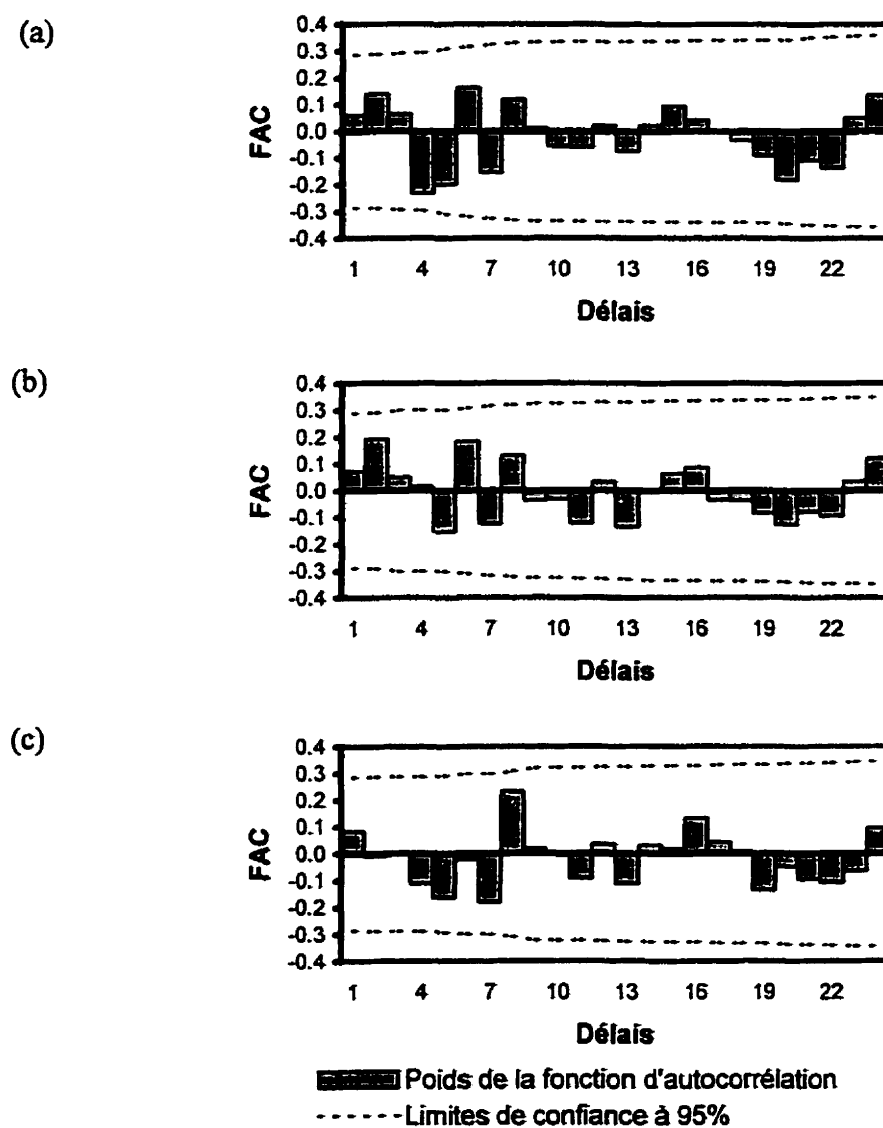 (a)
0.4
0.3
0.2
0.1
0.0
-0.1
-0.2
-0.3
-0.4
FAC
1 4 7 10 13 16 19 22
Délais
(b)
0.4
0.3
0.2
0.1
0.0
-0.1
-0.2
-0.3
-0.4
FAC
1 4 7 10 13 16 19 22
Délais
(c)
0.4
0.3
0.2
0.1
0.0
-0.1
-0.2
-0.3
-0.4
FAC
1 4 7 10 13 16 19 22
Délais
Poids de la fonction d'autocorrélation
Limites de confiance à 95%